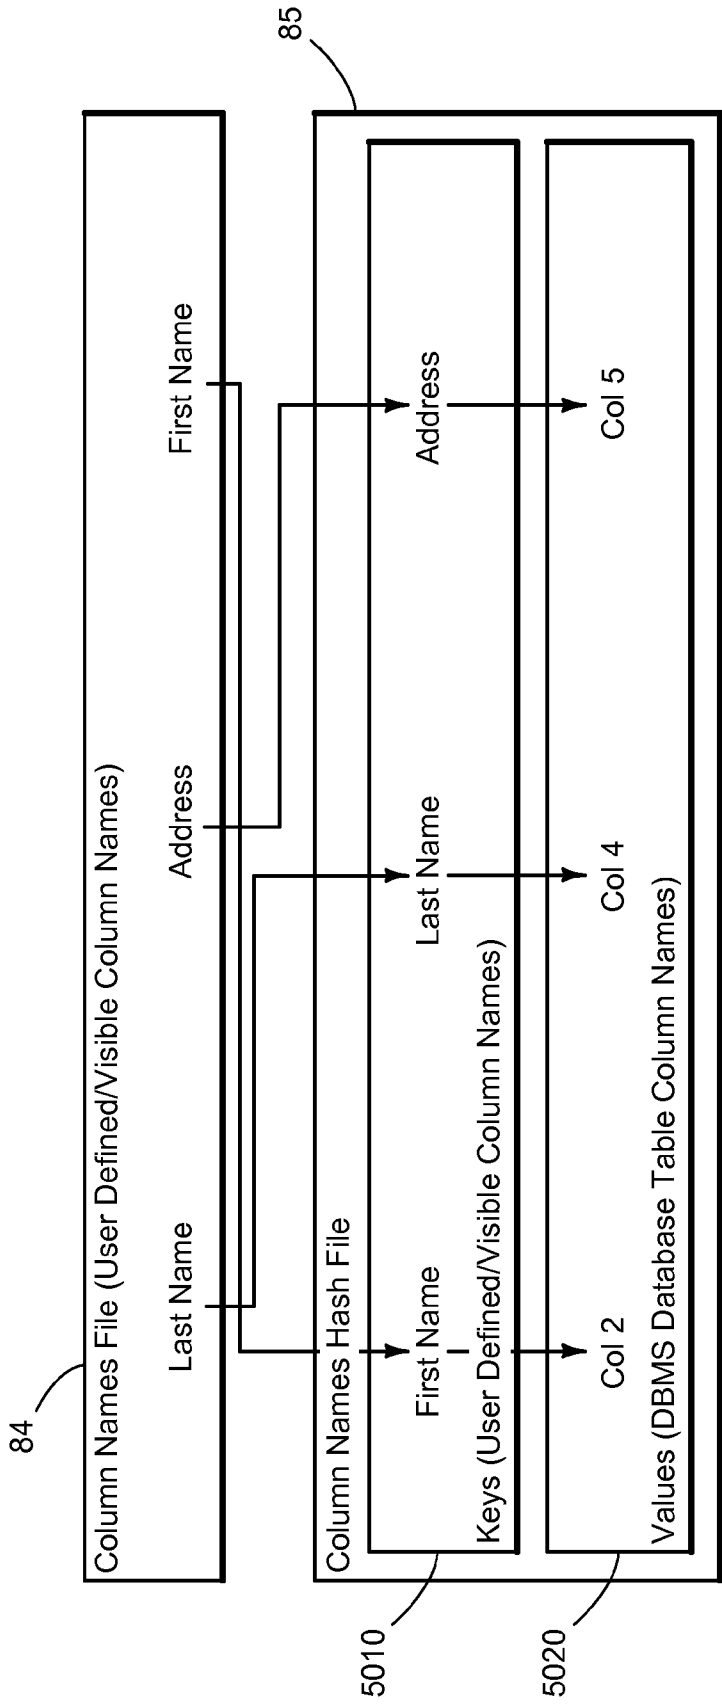 84
Column Names File (User Defined/Visible Column Names)
Last Name
Address
First Name
85
Column Names Hash File
5010
First Name
Last Name
Address
Keys (User Defined/Visible Column Names)
5020
Col 2
Col 4
Col 5
Values (DBMS Database Table Column Names)